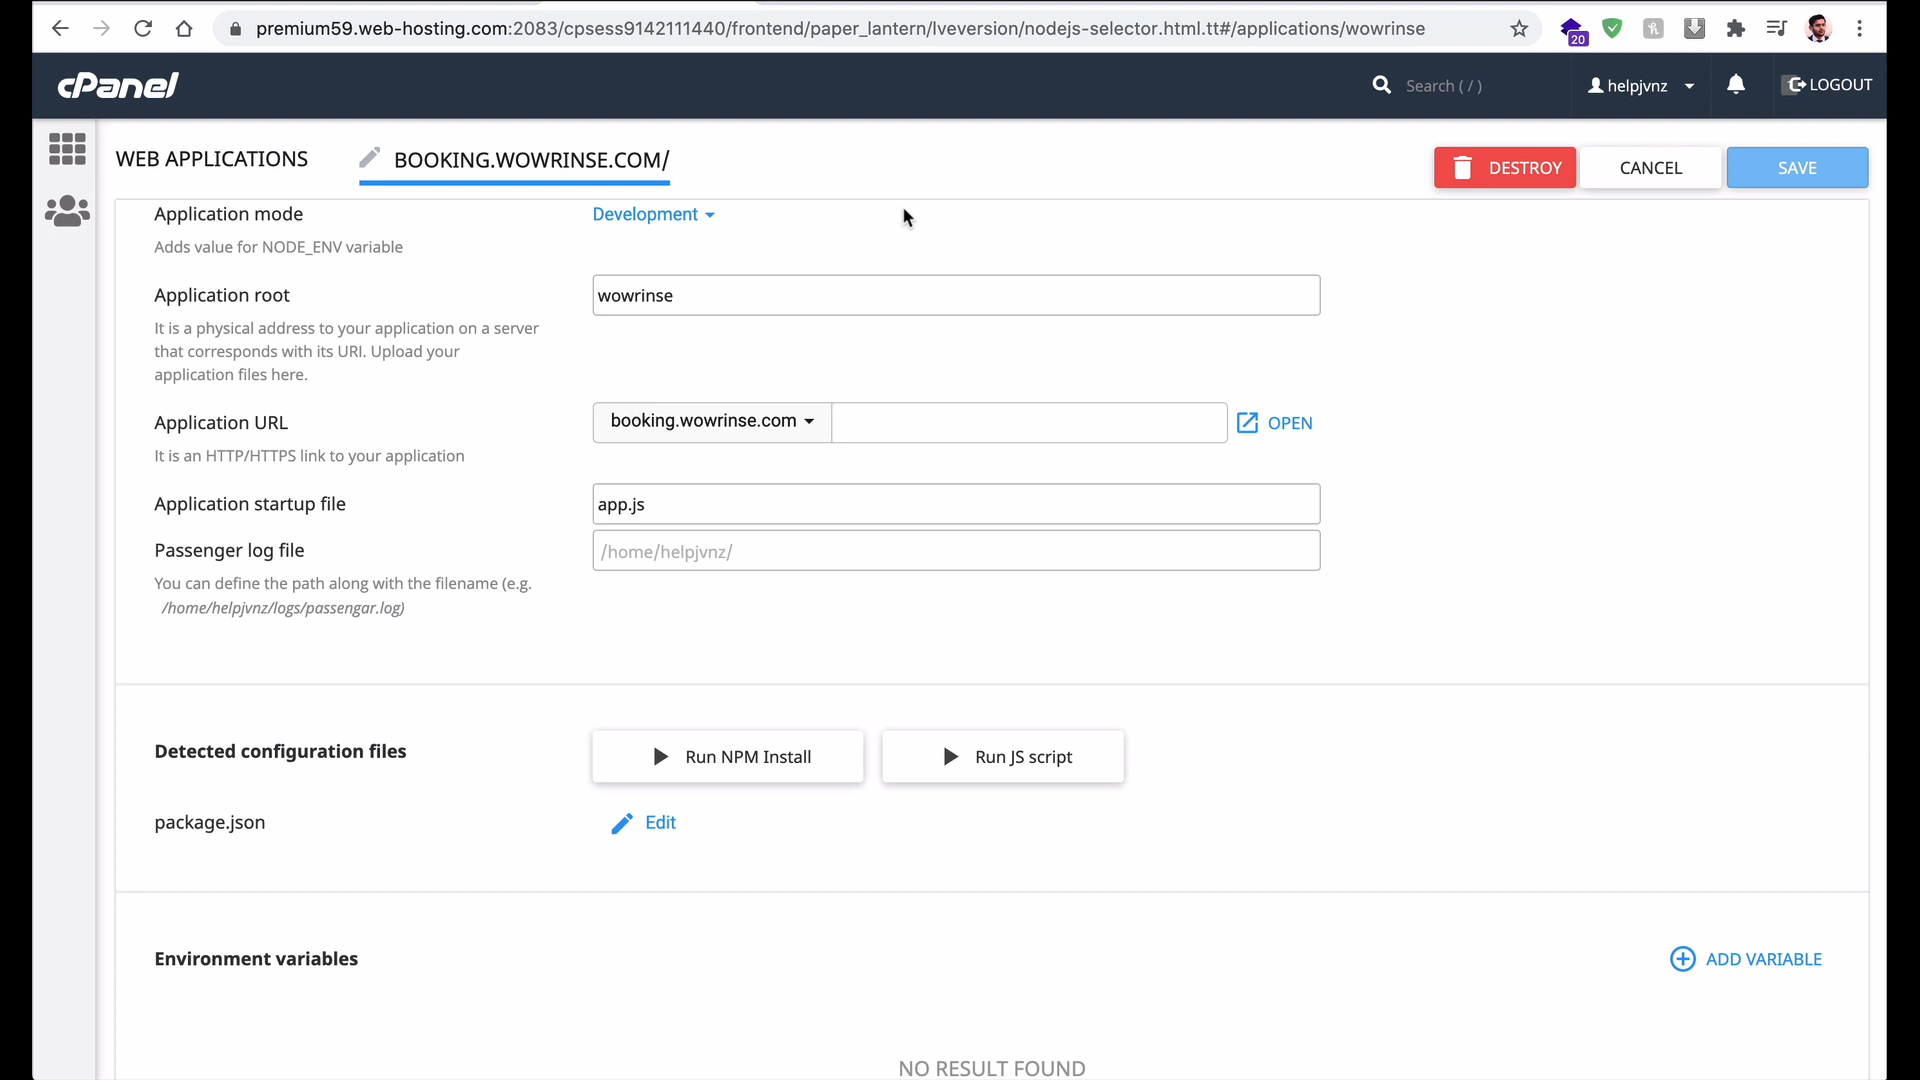 premium59.web-hosting.com:2083/cpsess9142111440/frontend/paper_lantern/lveversion/nodejs-selector.html.tt#/applications/wowrinse
20
cPanel
Search ( / )
helpjvnz
LOGOUT
WEB APPLICATIONS
BOOKING.WOWRINSE.COM/
DESTROY
CANCEL
SAVE
Application mode
Development
Adds value for NODE_ENV variable
Application root
wowrinse
It is a physical address to your application on a server
that corresponds with its URI. Upload your
application files here.
Application URL
booking.wowrinse.com
OPEN
It is an HTTP/HTTPS link to your application
Application startup file
app.js
Passenger log file
/home/helpjvnz/
You can define the path along with the filename (e.g.
/home/helpjvnz/logs/passengar.log)
Detected configuration files
Run NPM Install
Run JS script
package.json
Edit
Environment variables
ADD VARIABLE
NO RESULT FOUND